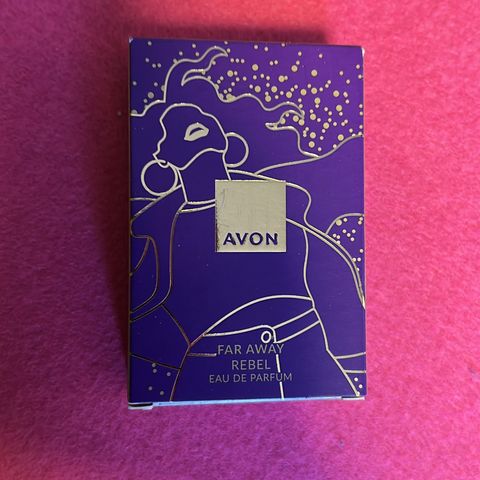 AVON
FAR AWAY
REBEL
EAU DE PARFUM